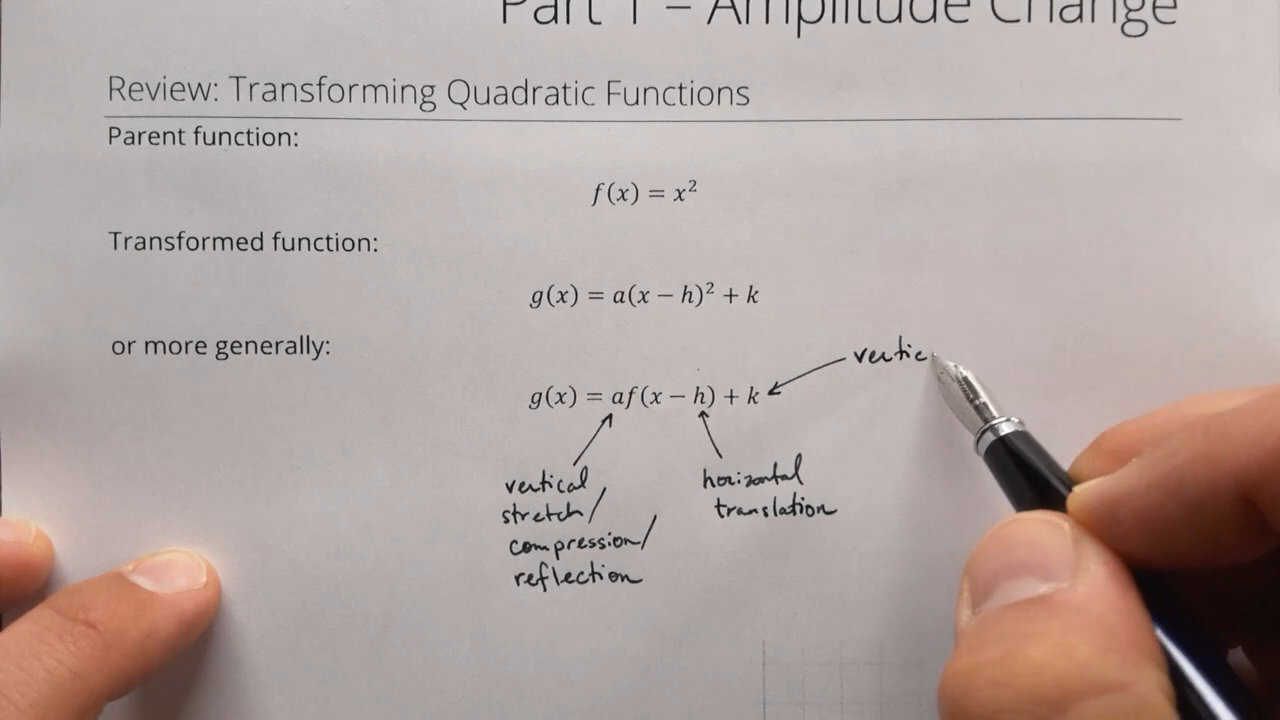 Part 1 – Amplitude Change
Review: Transforming Quadratic Functions
Parent function:
f(x) = x²
Transformed function:
g(x) = a(x − h)² + k
or more generally:
vertic
g(x) = af(x − h) + k
vertical
stretch/
compression/
reflection
horizontal
translation